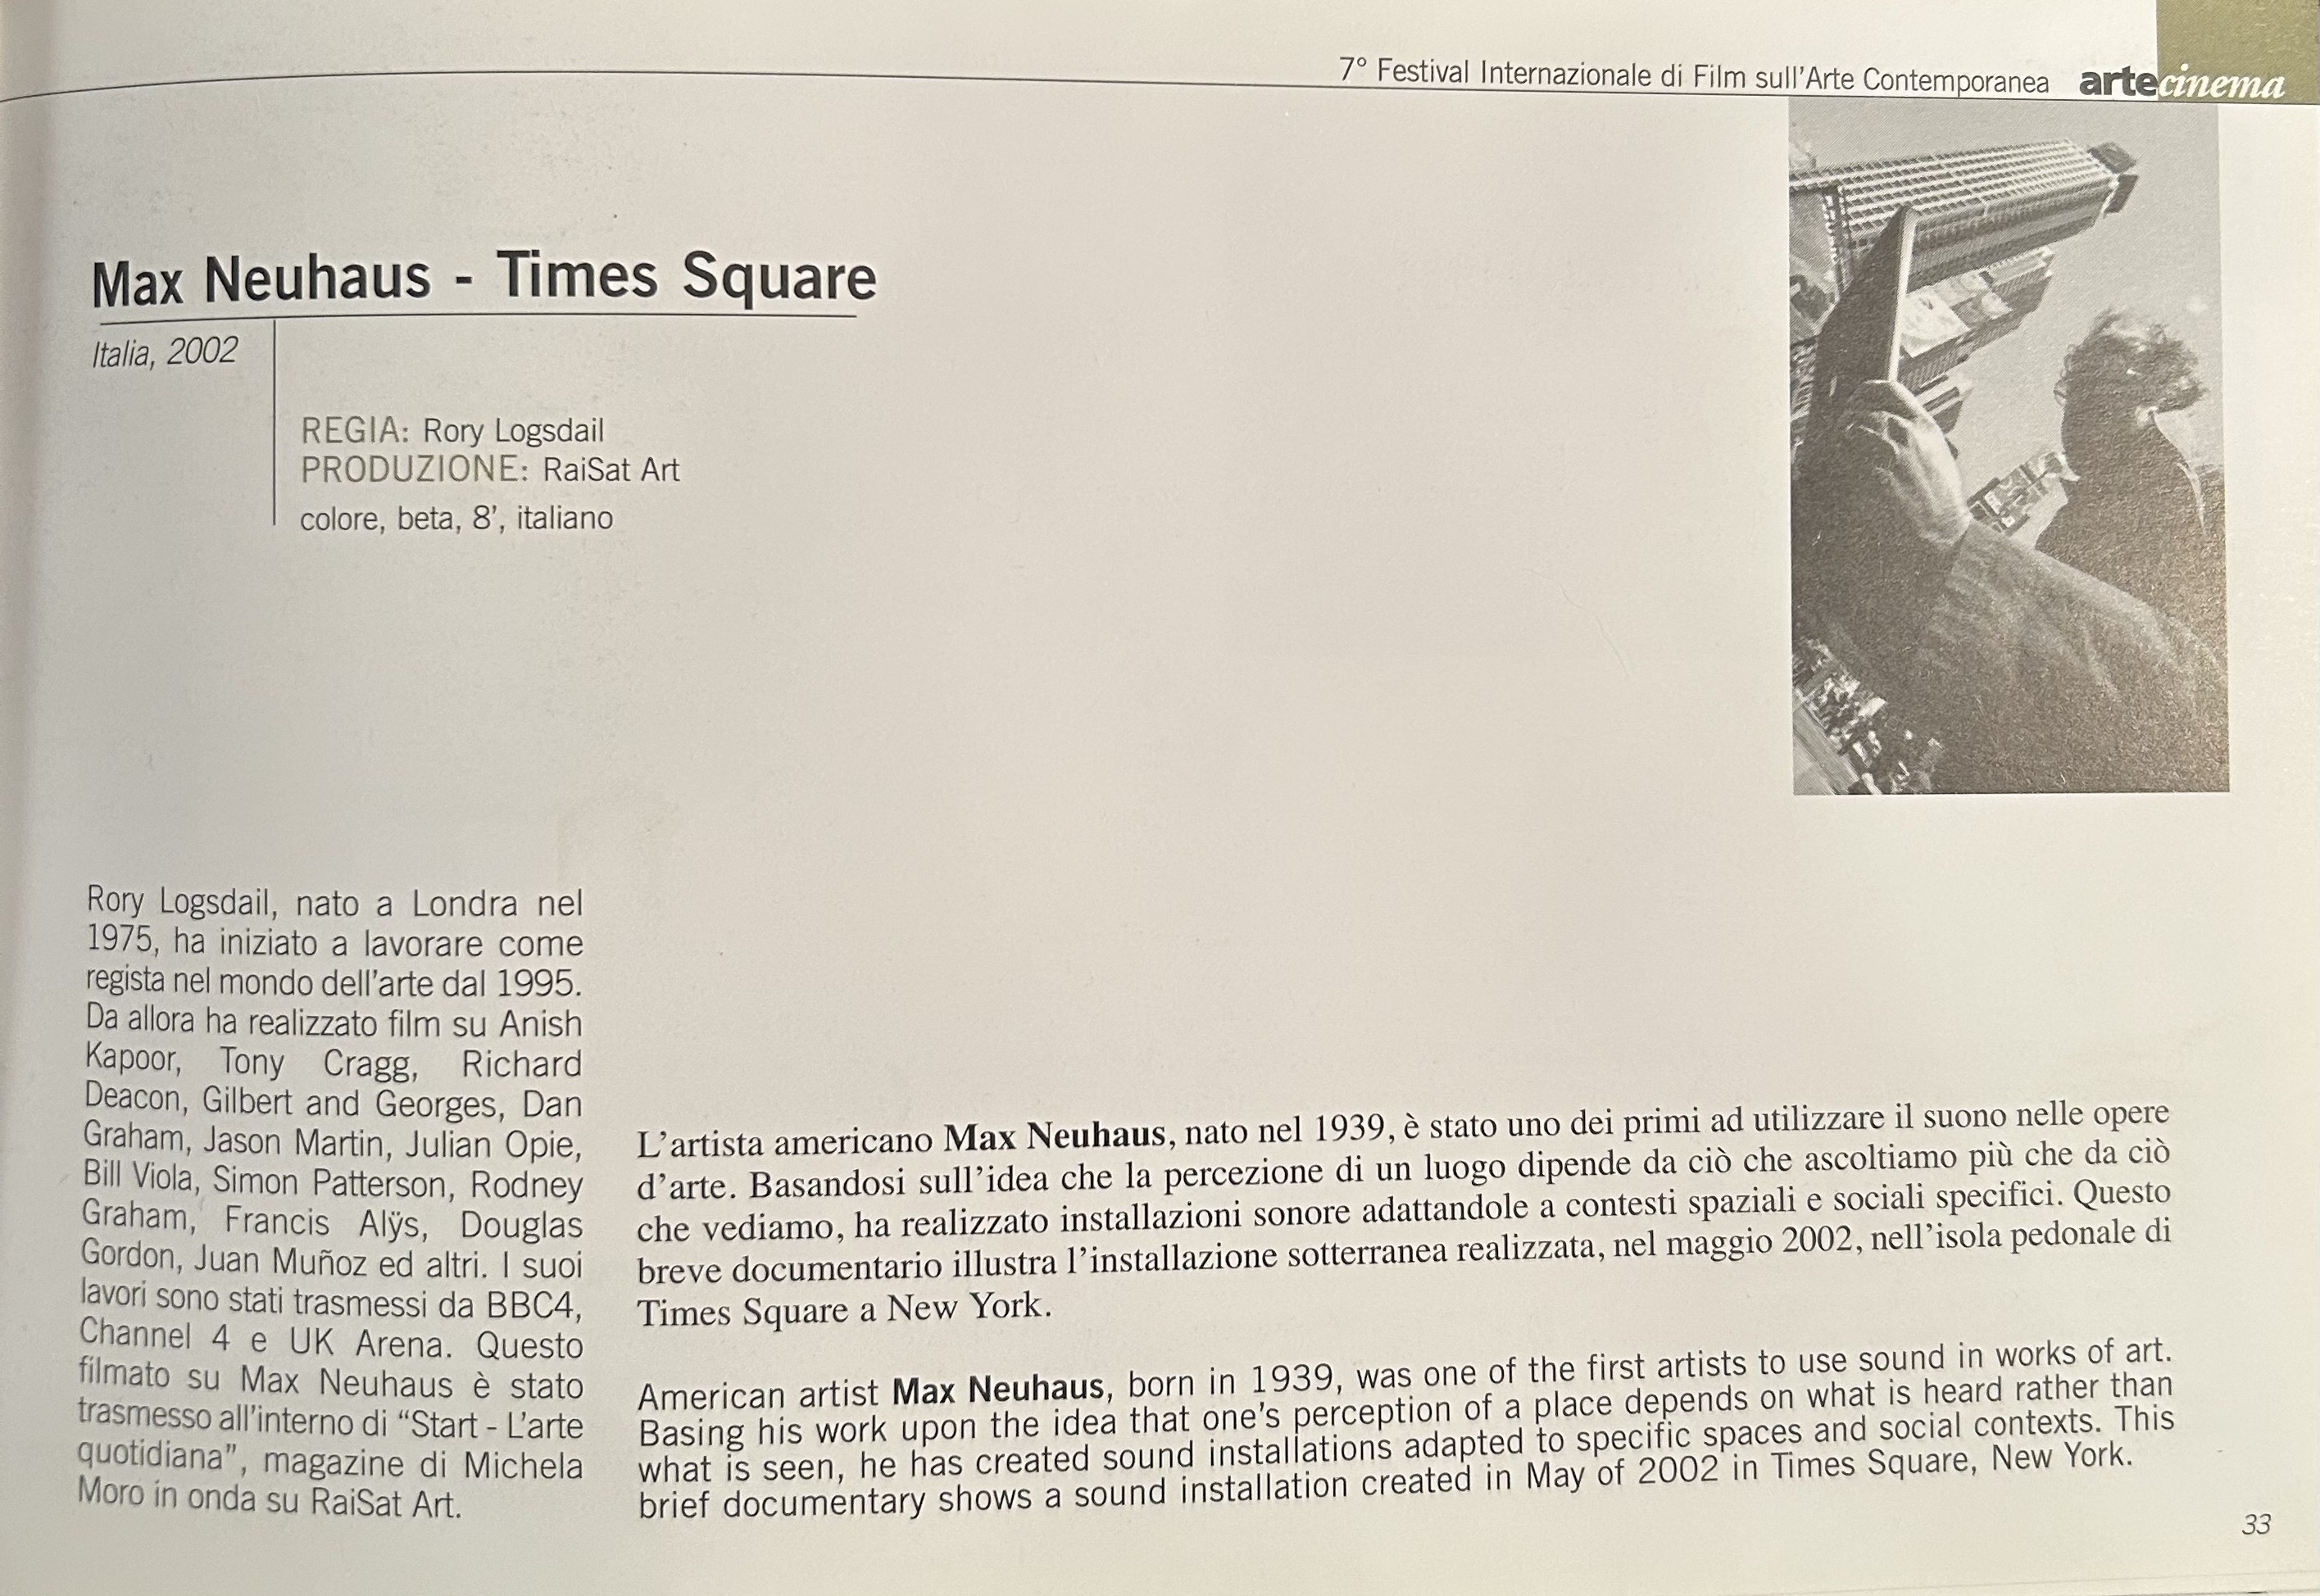 7° Festival Internazionale di Film sull'Arte Contemporanea artecinema
Max Neuhaus - Times Square
Italia, 2002
REGIA: Rory Logsdail
PRODUZIONE: RaiSat Art
colore, beta, 8', italiano
Rory Logsdail, nato a Londra nel
1975, ha iniziato a lavorare come
regista nel mondo dell'arte dal 1995.
Da allora ha realizzato film su Anish
Kapoor, Tony Cragg, Richard
Deacon, Gilbert and Georges, Dan
Graham, Jason Martin, Julian Opie,
Bill Viola, Simon Patterson, Rodney
Graham, Francis Alÿs, Douglas
Gordon, Juan Muñoz ed altri. I suoi
lavori sono stati trasmessi da BBC4,
Channel 4 e UK Arena. Questo
filmato su Max Neuhaus è stato
trasmesso all'interno di “Start - L'arte
quotidiana”, magazine di Michela
Moro in onda su RaiSat Art.
L'artista americano Max Neuhaus, nato nel 1939, è stato uno dei primi ad utilizzare il suono nelle opere
d'arte. Basandosi sull'idea che la percezione di un luogo dipende da ciò che ascoltiamo più che da ciò
che vediamo, ha realizzato installazioni sonore adattandole a contesti spaziali e sociali specifici. Questo
breve documentario illustra l'installazione sotterranea realizzata, nel maggio 2002, nell'isola pedonale di
Times Square a New York.
American artist Max Neuhaus, born in 1939, was one of the first artists to use sound in works of art.
Basing his work upon the idea that one's perception of a place depends on what is heard rather than
what is seen, he has created sound installations adapted to specific spaces and social contexts. This
brief documentary shows a sound installation created in May of 2002 in Times Square, New York.
33